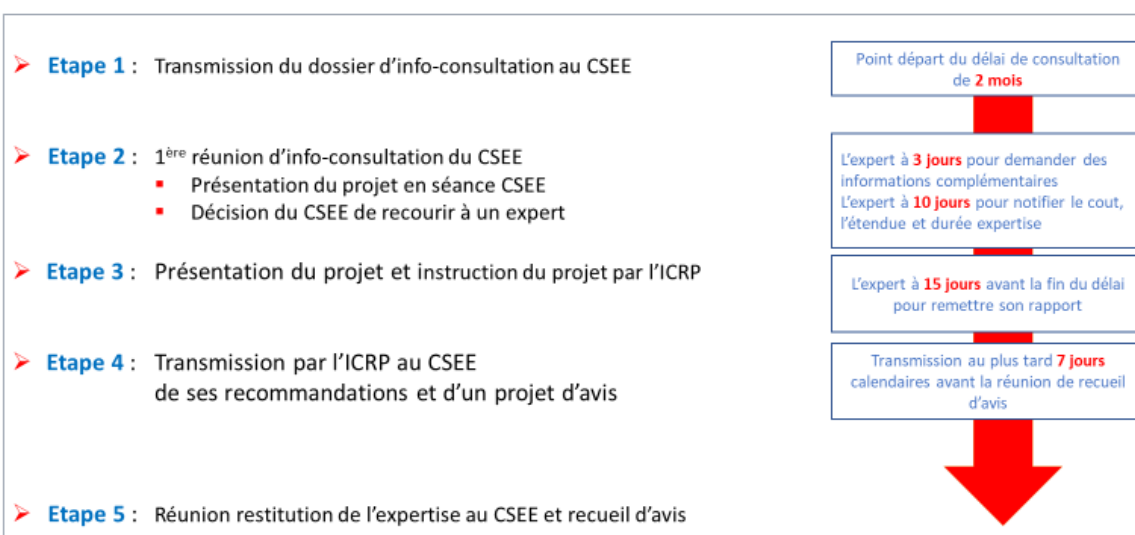 Etape 1 : Transmission du dossier d'info-consultation au CSEE
Point départ du délai de consultation
de 2 mois
Etape 2 : 1ère réunion d'info-consultation du CSEE
Présentation du projet en séance CSEE
Décision du CSEE de recourir à un expert
L'expert à 3 jours pour demander des
informations complémentaires
L'expert à 10 jours pour notifier le cout,
l'étendue et durée expertise
Etape 3 : Présentation du projet et instruction du projet par l'ICRP
L'expert à 15 jours avant la fin du délai
pour remettre son rapport
Etape 4 : Transmission par l'ICRP au CSEE
de ses recommandations et d'un projet d'avis
Transmission au plus tard 7 jours
calendaires avant la réunion de recueil
d'avis
Etape 5 : Réunion restitution de l'expertise au CSEE et recueil d'avis